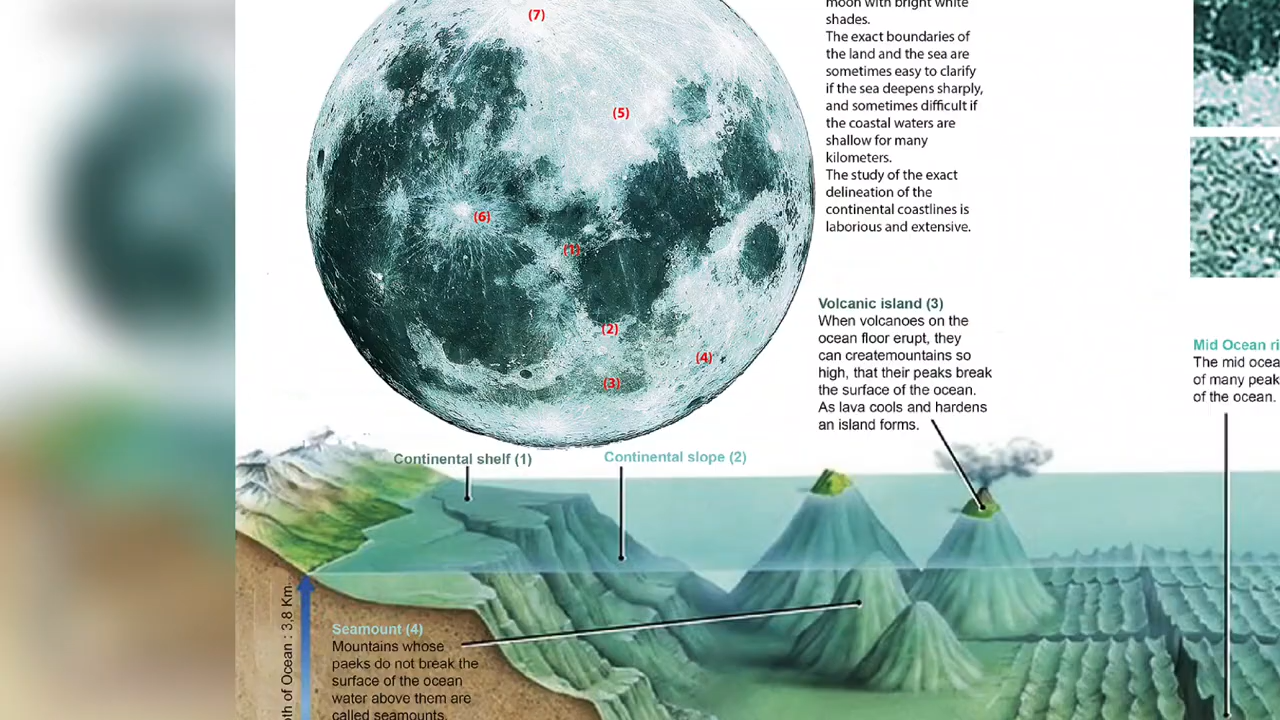 (7)
(5)
(6)
(1)
(2)
(4)
(3)
moon with bright white
shades.
The exact boundaries of
the land and the sea are
sometimes easy to clarify
if the sea deepens sharply,
and sometimes difficult if
the coastal waters are
shallow for many
kilometers.
The study of the exact
delineation of the
continental coastlines is
laborious and extensive.
Volcanic island (3)
When volcanoes on the
ocean floor erupt, they
can createmountains so
high, that their peaks break
the surface of the ocean.
As lava cools and hardens
an island forms.
Mid Ocean ri
The mid ocea
of many peak
of the ocean.
Continental shelf (1)
Continental slope (2)
Seamount (4)
Mountains whose
paeks do not break the
surface of the ocean
water above them are
called seamounts.
th of Ocean : 3.8 Km.